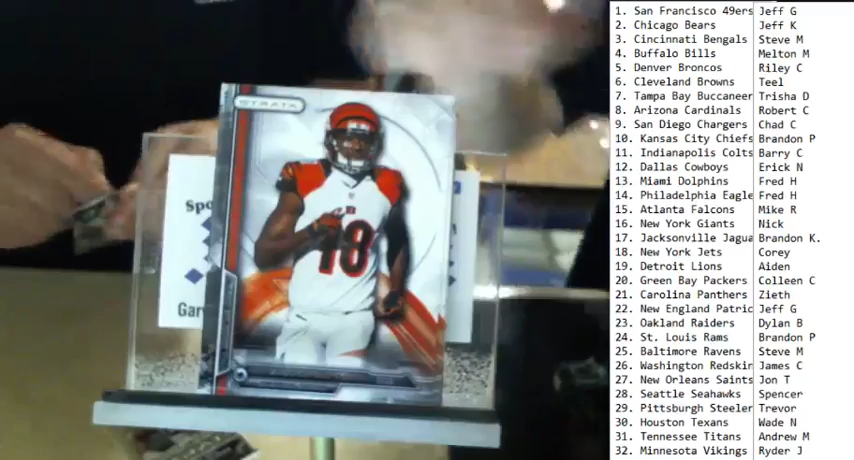 STRATA
18
Spo
Gar
1. San Francisco 49ers Jeff G
2. Chicago Bears Jeff K
3. Cincinnati Bengals Steve M
4. Buffalo Bills Melton M
5. Denver Broncos Riley C
6. Cleveland Browns Teel
7. Tampa Bay Buccaneer Trisha D
8. Arizona Cardinals Robert C
9. San Diego Chargers Chad C
10. Kansas City Chiefs Brandon P
11. Indianapolis Colts Barry C
12. Dallas Cowboys Erick N
13. Miami Dolphins Fred H
14. Philadelphia Eagle Fred H
15. Atlanta Falcons Mike R
16. New York Giants Nick
17. Jacksonville Jagua Brandon K.
18. New York Jets Corey
19. Detroit Lions Aiden
20. Green Bay Packers Colleen C
21. Carolina Panthers Zieth
22. New England Patric Jeff G
23. Oakland Raiders Dylan B
24. St. Louis Rams Brandon P
25. Baltimore Ravens Steve M
26. Washington Redskin James C
27. New Orleans Saints Jon T
28. Seattle Seahawks Spencer
29. Pittsburgh Steeler Trevor
30. Houston Texans Wade N
31. Tennessee Titans Andrew M
32. Minnesota Vikings Ryder J